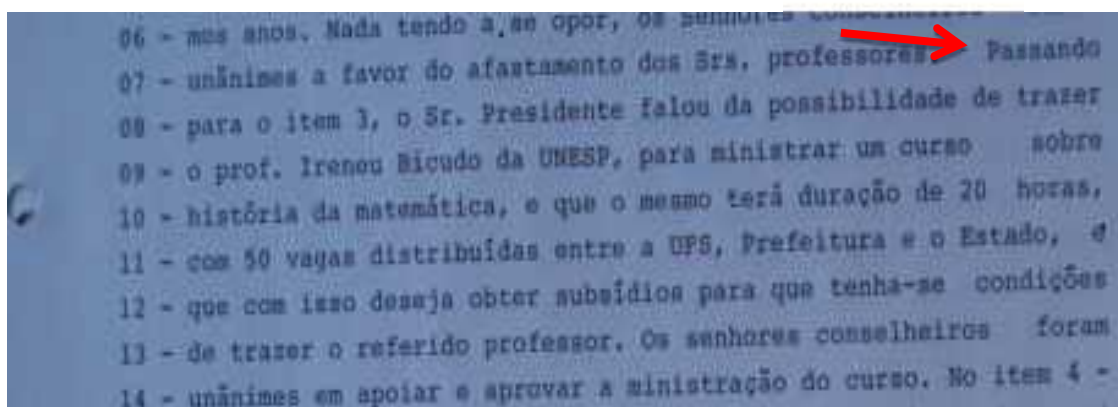 06 - mos anos. Nada tendo a se opor, os senhores conselheiros
07 - unânimes a favor do afastamento dos Srs. professores. Passando
08 - para o item 3, o Sr. Presidente falou da possibilidade de trazer
09 - o prof. Ireneu Bicudo da UNESP, para ministrar um curso sobre
10 - história da matemática, e que o mesmo terá duração de 20 horas,
11 - com 50 vagas distribuídas entre a UFS, Prefeitura e o Estado, e
12 - que com isso deseja obter subsídios para que tenha-se condições
13 - de trazer o referido professor. Os senhores conselheiros foram
14 - unânimes em apoiar e aprovar a ministração do curso. No item 4 -